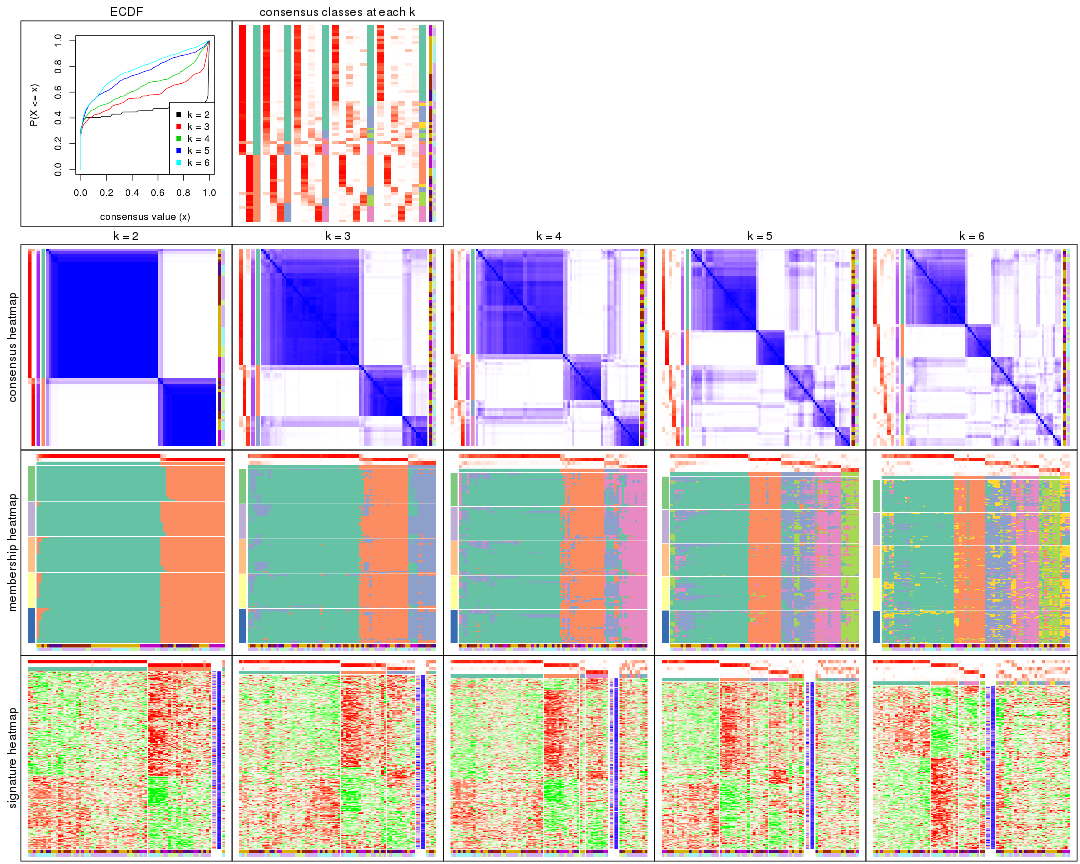 ECDF
consensus classes at each k
P(X <= x)
0.0
0.2
0.4
0.6
0.8
1.0
k = 2
k = 3
k = 4
k = 5
k = 6
0.0 0.2 0.4 0.6 0.8 1.0
consensus value (x)
k = 2
k = 3
k = 4
k = 5
k = 6
consensus heatmap
membership heatmap
signature heatmap